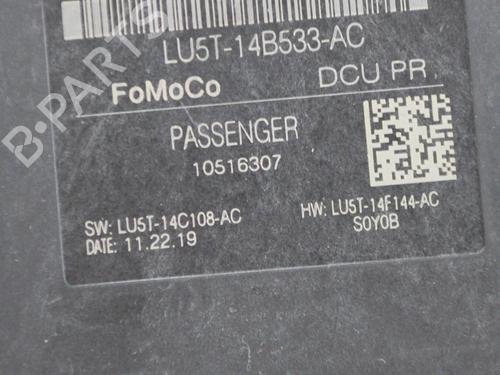 LU5T-14B533-AC
FoMoCo DCU PR.
PASSENGER
10516307
SW: LU5T-14C108-AC
DATE: 11.22.19
HW: LU5T-14F144-AC
S0Y0B
B-PARTS